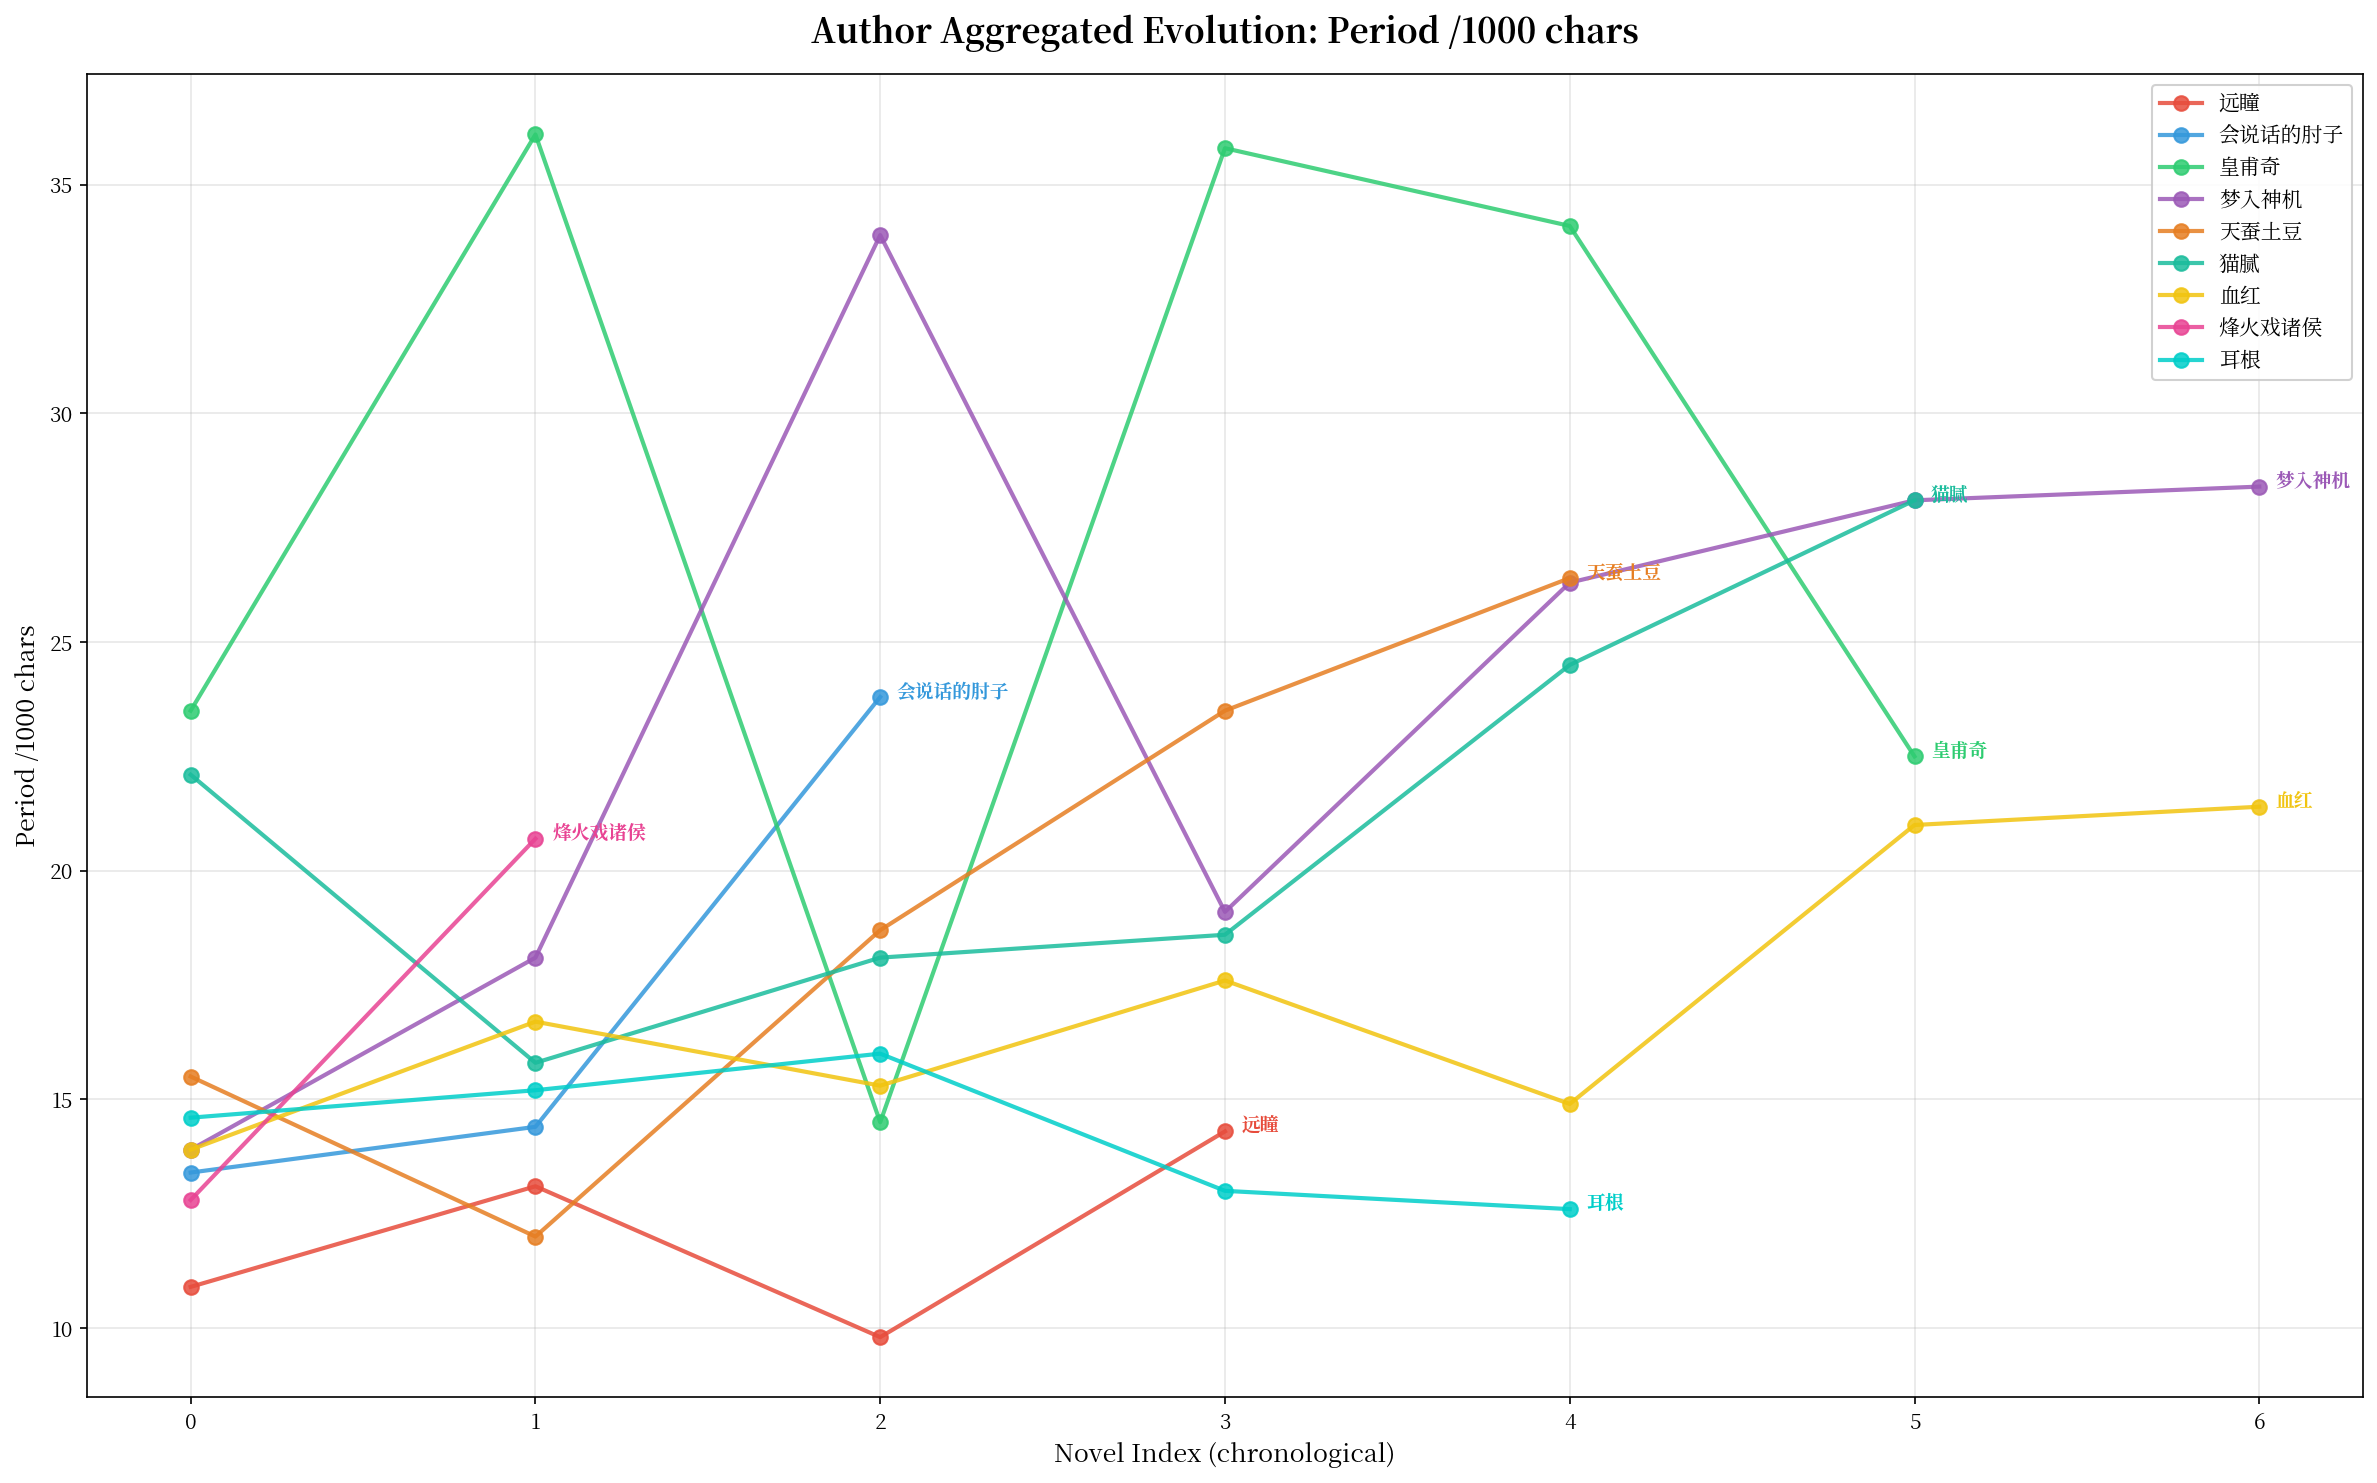 Author Aggregated Evolution: Period /1000 chars
远瞳
会说话的肘子
皇甫奇
梦入神机
天蚕土豆
猫腻
血红
烽火戏诸侯
耳根
35
30
25
20
15
10
Period /1000 chars
梦入神机
猫腻
天蚕土豆
会说话的肘子
皇甫奇
血红
烽火戏诸侯
远瞳
耳根
0 1 2 3 4 5 6
Novel Index (chronological)